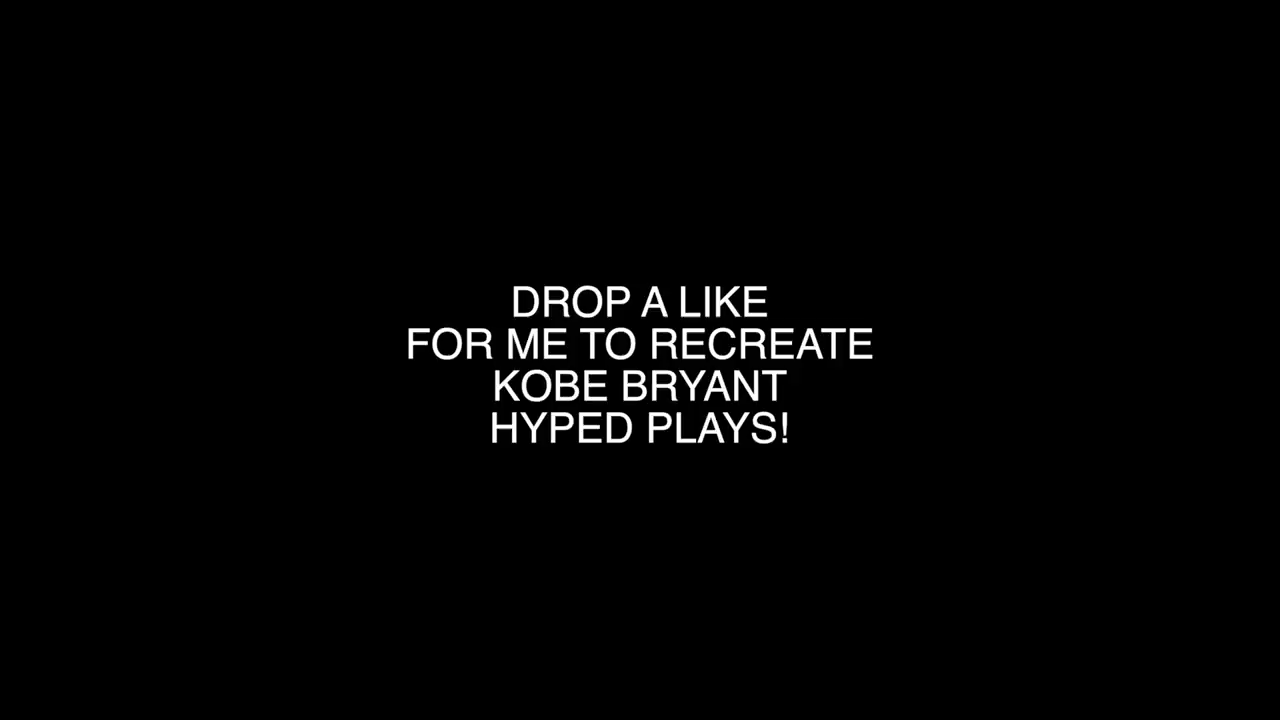 DROP A LIKE
FOR ME TO RECREATE
KOBE BRYANT
HYPED PLAYS!